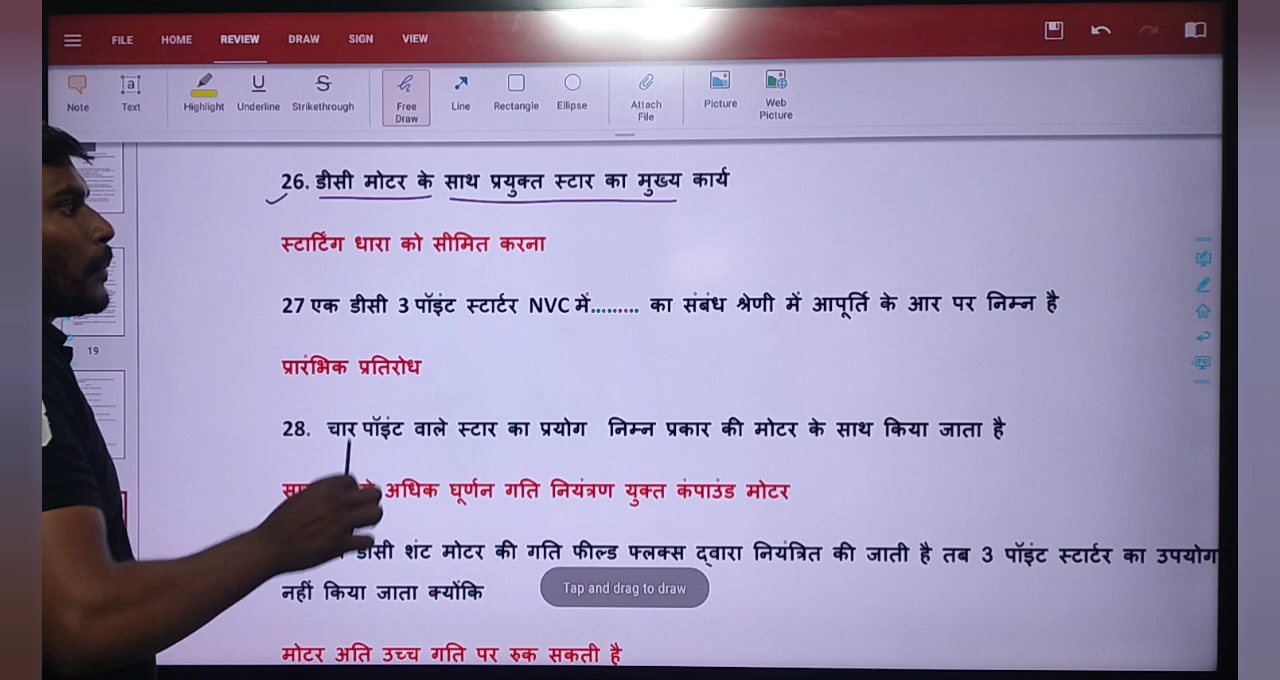 FILE HOME REVIEW DRAW SIGN VIEW
Note Text Highlight Underline Strikethrough Free Draw Line Rectangle Ellipse Attach File Picture Web Picture
26. डीसी मोटर के साथ प्रयुक्त स्टार का मुख्य कार्य
स्टार्टिंग धारा को सीमित करना
27 एक डीसी 3 पॉइंट स्टार्टर NVC में......... का संबंध श्रेणी में आपूर्ति के आर पर निम्न है
प्रारंभिक प्रतिरोध
19
28. चार पॉइंट वाले स्टार का प्रयोग निम्न प्रकार की मोटर के साथ किया जाता है
अधिक घूर्णन गति नियंत्रण युक्त कंपाउंड मोटर
डीसी शंट मोटर की गति फील्ड फ्लक्स द्वारा नियंत्रित की जाती है तब 3 पॉइंट स्टार्टर का उपयोग
नहीं किया जाता क्योंकि
Tap and drag to draw
मोटर अति उच्च गति पर रुक सकती है